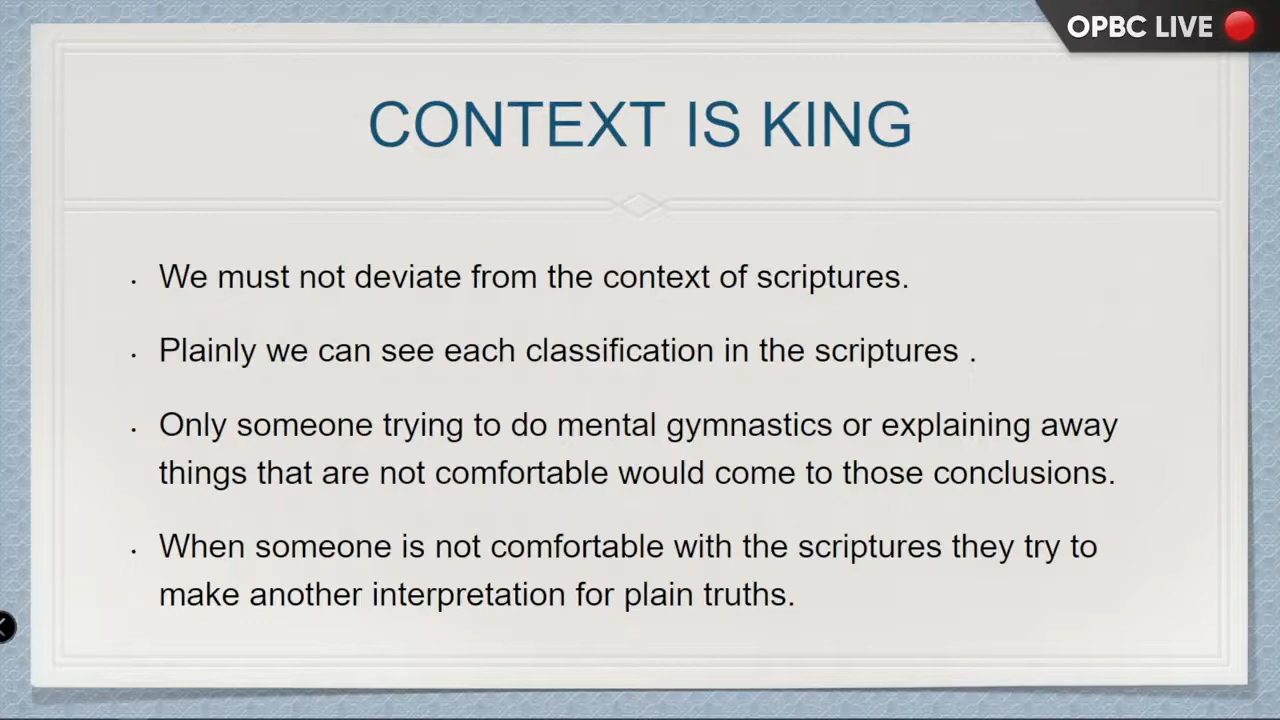 OPBC LIVE
CONTEXT IS KING
· We must not deviate from the context of scriptures.
· Plainly we can see each classification in the scriptures .
· Only someone trying to do mental gymnastics or explaining away
things that are not comfortable would come to those conclusions.
· When someone is not comfortable with the scriptures they try to
make another interpretation for plain truths.